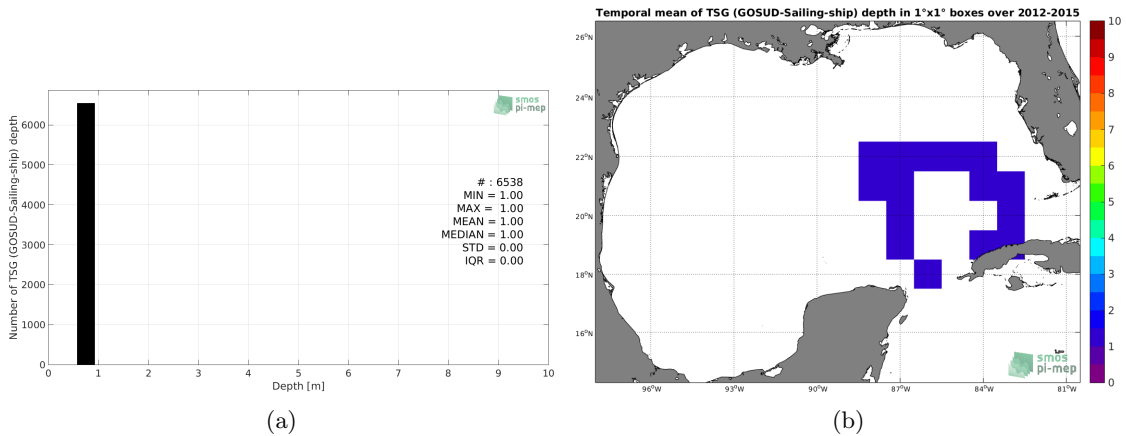 smos
pi-mep
Number of TSG (GOSUD-Sailing-ship) depth
6000
5000
4000
3000
2000
1000
0
# : 6538
MIN = 1.00
MAX = 1.00
MEAN = 1.00
MEDIAN = 1.00
STD = 0.00
IQR = 0.00
0 1 2 3 4 5 6 7 8 9 10
Depth [m]
(a)
Temporal mean of TSG (GOSUD-Sailing-ship) depth in 1°x1° boxes over 2012-2015
26°N
24°N
22°N
20°N
18°N
16°N
96°W 93°W 90°W 87°W 84°W 81°W
smos
pi-mep
10
9
8
7
6
5
4
3
2
1
0
(b)